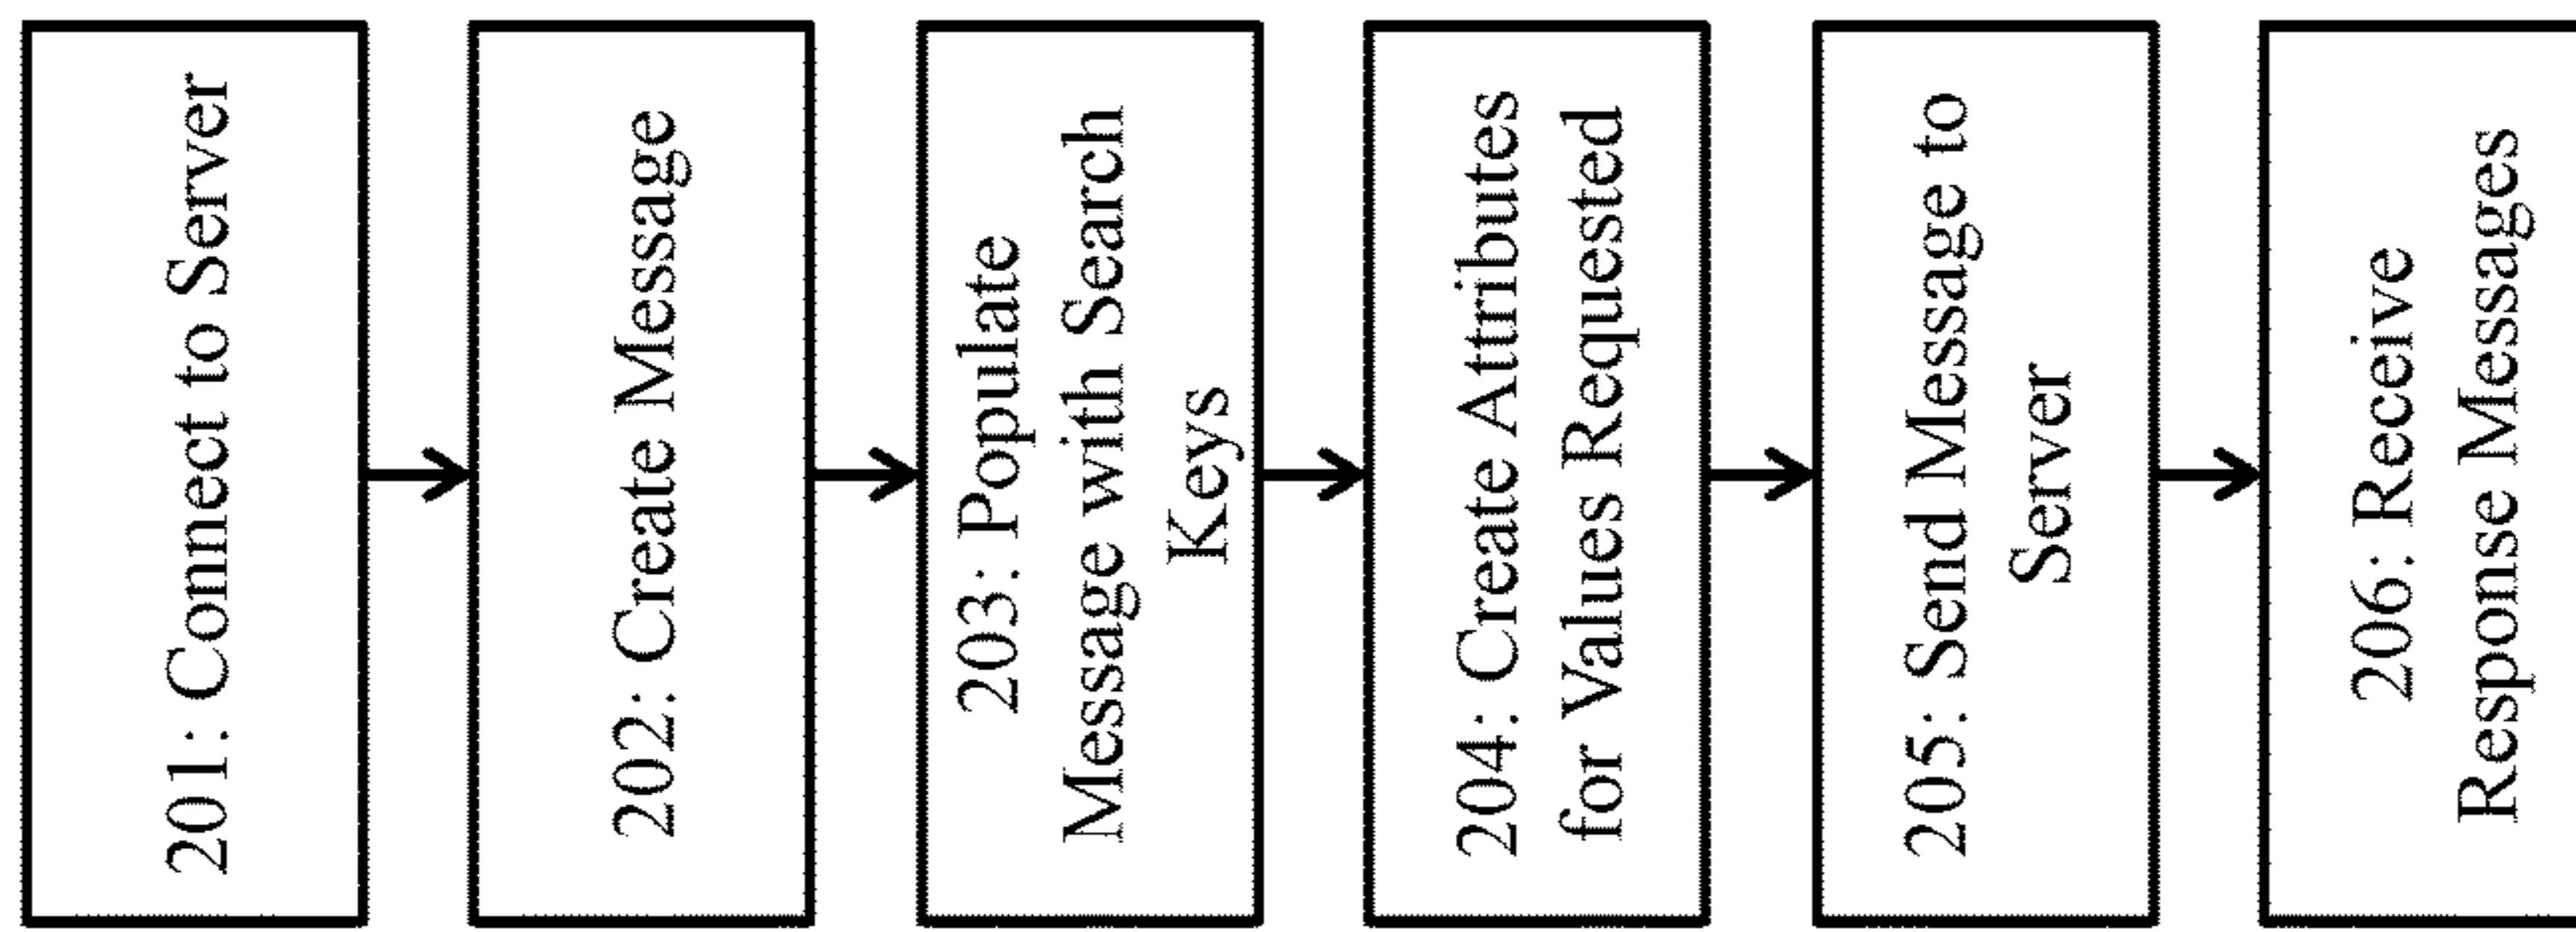 201: Connect to Server
202: Create Message
203: Populate
Message with Search
Keys
204: Create Attributes
for Values Requested
205: Send Message to
Server
206: Receive
Response Messages